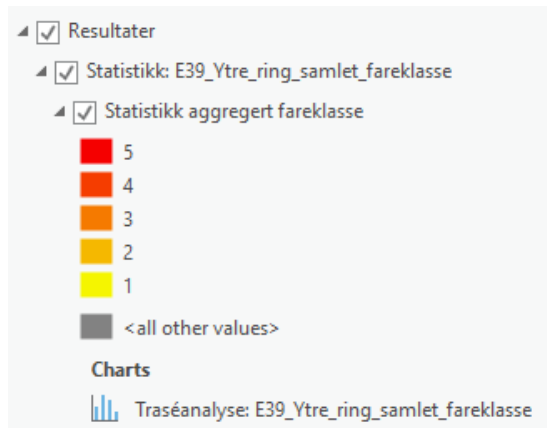 Resultater
Statistikk: E39_Ytre_ring_samlet_fareklasse
Statistikk aggregert fareklasse
5
4
3
2
1
<all other values>
Charts
Traséanalyse: E39_Ytre_ring_samlet_fareklasse